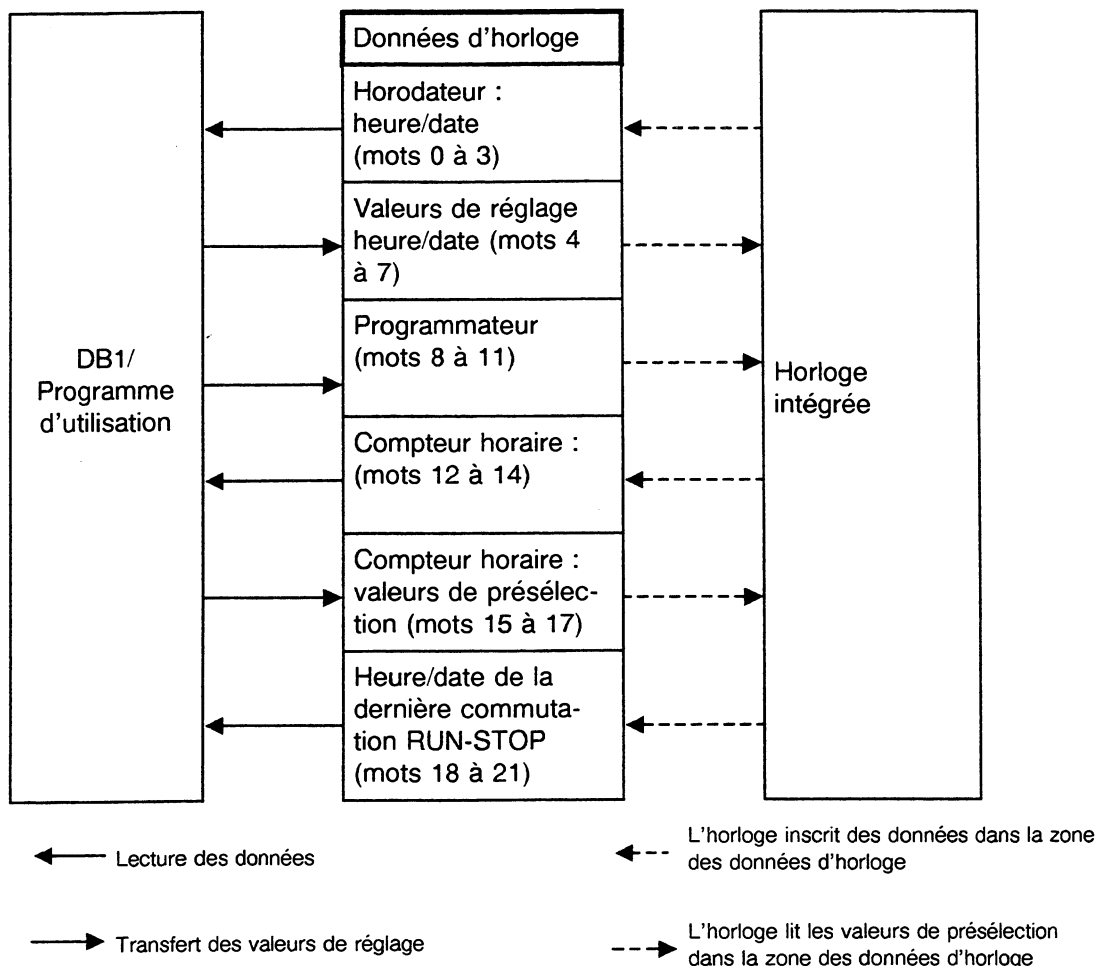 Données d'horloge
Horodateur :
heure/date
(mots 0 à 3)
Valeurs de réglage
heure/date (mots 4
à 7)
Programmateur
(mots 8 à 11)
DB1/
Programme
d'utilisation
Horloge
intégrée
Compteur horaire :
(mots 12 à 14)
Compteur horaire :
valeurs de présélec-
tion (mots 15 à 17)
Heure/date de la
dernière commuta-
tion RUN-STOP
(mots 18 à 21)
Lecture des données
L'horloge inscrit des données dans la zone
des données d'horloge
Transfert des valeurs de réglage
L'horloge lit les valeurs de présélection
dans la zone des données d'horloge